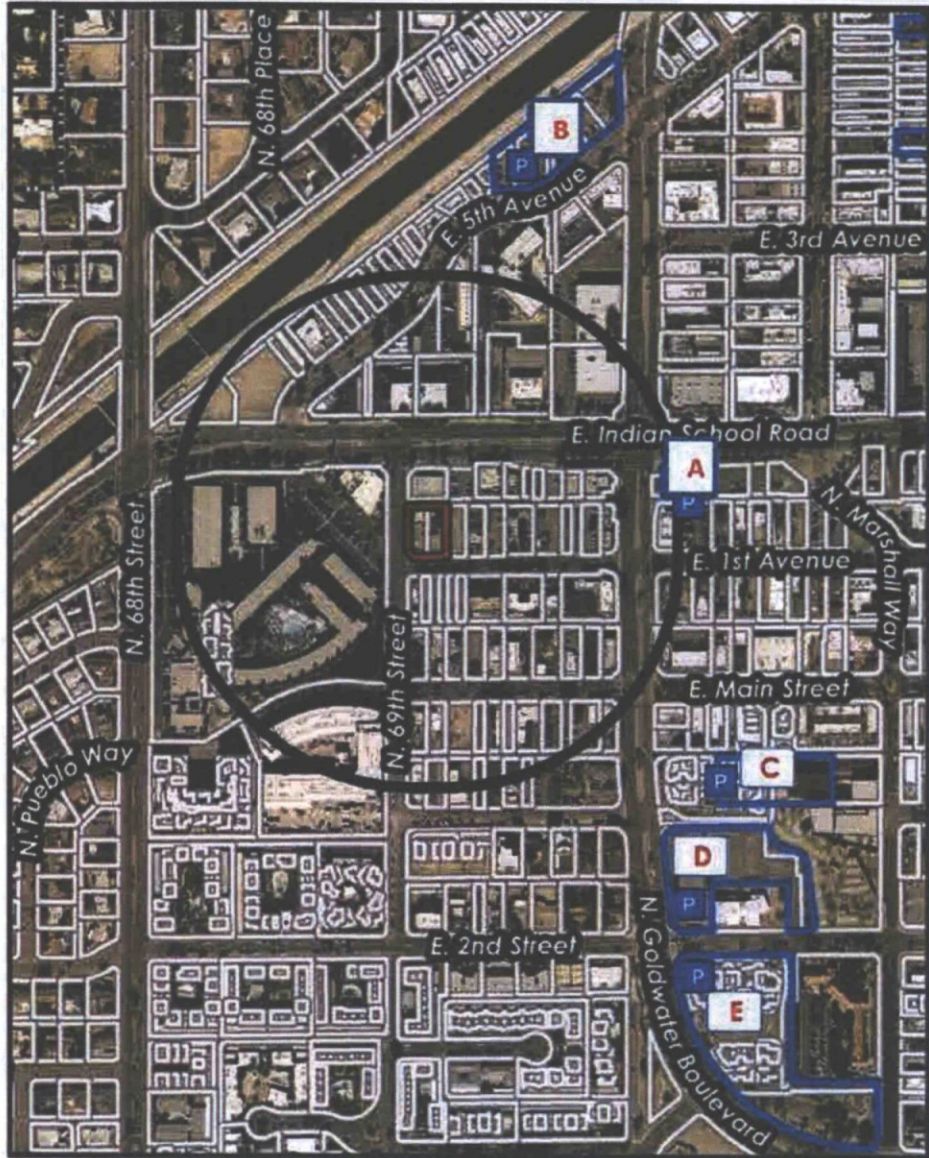 N. 68th Place
B
P
E. 5th Avenue
E. 3rd Avenue
E. Indian School Road
A
P
N. Marshall Way
E. 1st Avenue
N. 68th Street
N. 69th Street
E. Main Street
N. Pueblo Way
P
C
D
P
E. 2nd Street
N. Goldwater Boulevard
P
E